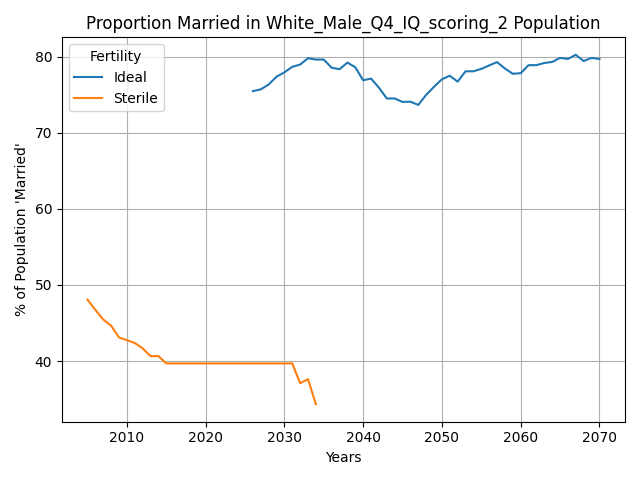 Proportion Married in White_Male_Q4_IQ_scoring_2 Population
% of Population 'Married'
80
70
60
50
40
Fertility
Ideal
Sterile
2010 2020 2030 2040 2050 2060 2070
Years